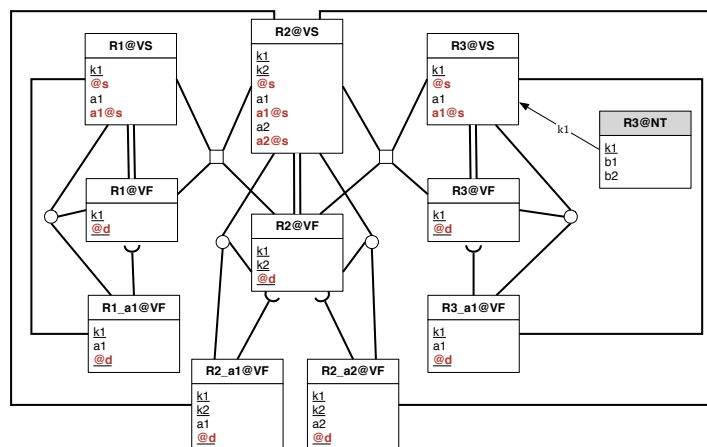 R1@VS
k1
@s
a1
a1@s
R2@VS
k1
k2
@s
a1
a1@s
a2
a2@s
R3@VS
k1
@s
a1
a1@s
k1
R3@NT
k1
b1
b2
R1@VF
k1
@d
R2@VF
k1
k2
@d
R3@VF
k1
@d
R1_a1@VF
k1
a1
@d
R3_a1@VF
k1
a1
@d
R2_a1@VF
k1
k2
a1
@d
R2_a2@VF
k1
k2
a2
@d